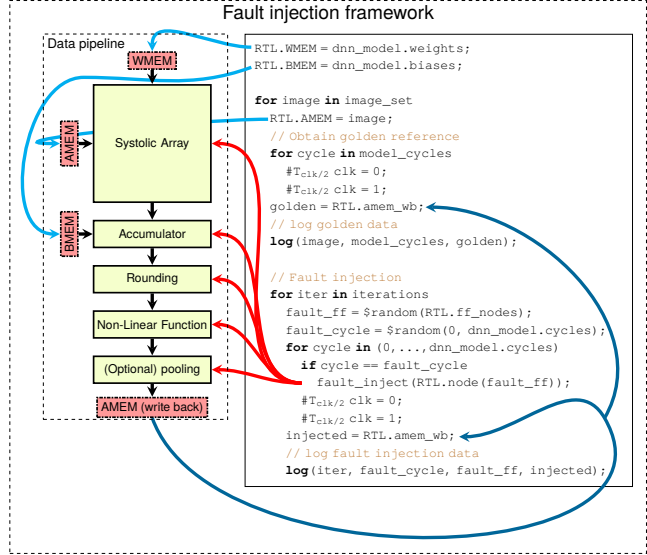 Fault injection framework
Data pipeline
WMEM
AMEM
Systolic Array
BMEM
Accumulator
Rounding
Non-Linear Function
(Optional) pooling
AMEM (write back)
RTL.WMEM = dnn_model.weights;
RTL.BMEM = dnn_model.biases;
for image in image_set
RTL.AMEM = image;
// Obtain golden reference
for cycle in model_cycles
#T_clk/2 clk = 0;
#T_clk/2 clk = 1;
golden = RTL.amem_wb;
// log golden data
log(image, model_cycles, golden);
// Fault injection
for iter in iterations
fault_ff = $random(RTL.ff_nodes);
fault_cycle = $random(0, dnn_model.cycles);
for cycle in (0,...,dnn_model.cycles)
if cycle == fault_cycle
fault_inject(RTL.node(fault_ff));
#T_clk/2 clk = 0;
#T_clk/2 clk = 1;
injected = RTL.amem_wb;
// log fault injection data
log(iter, fault_cycle, fault_ff, injected);